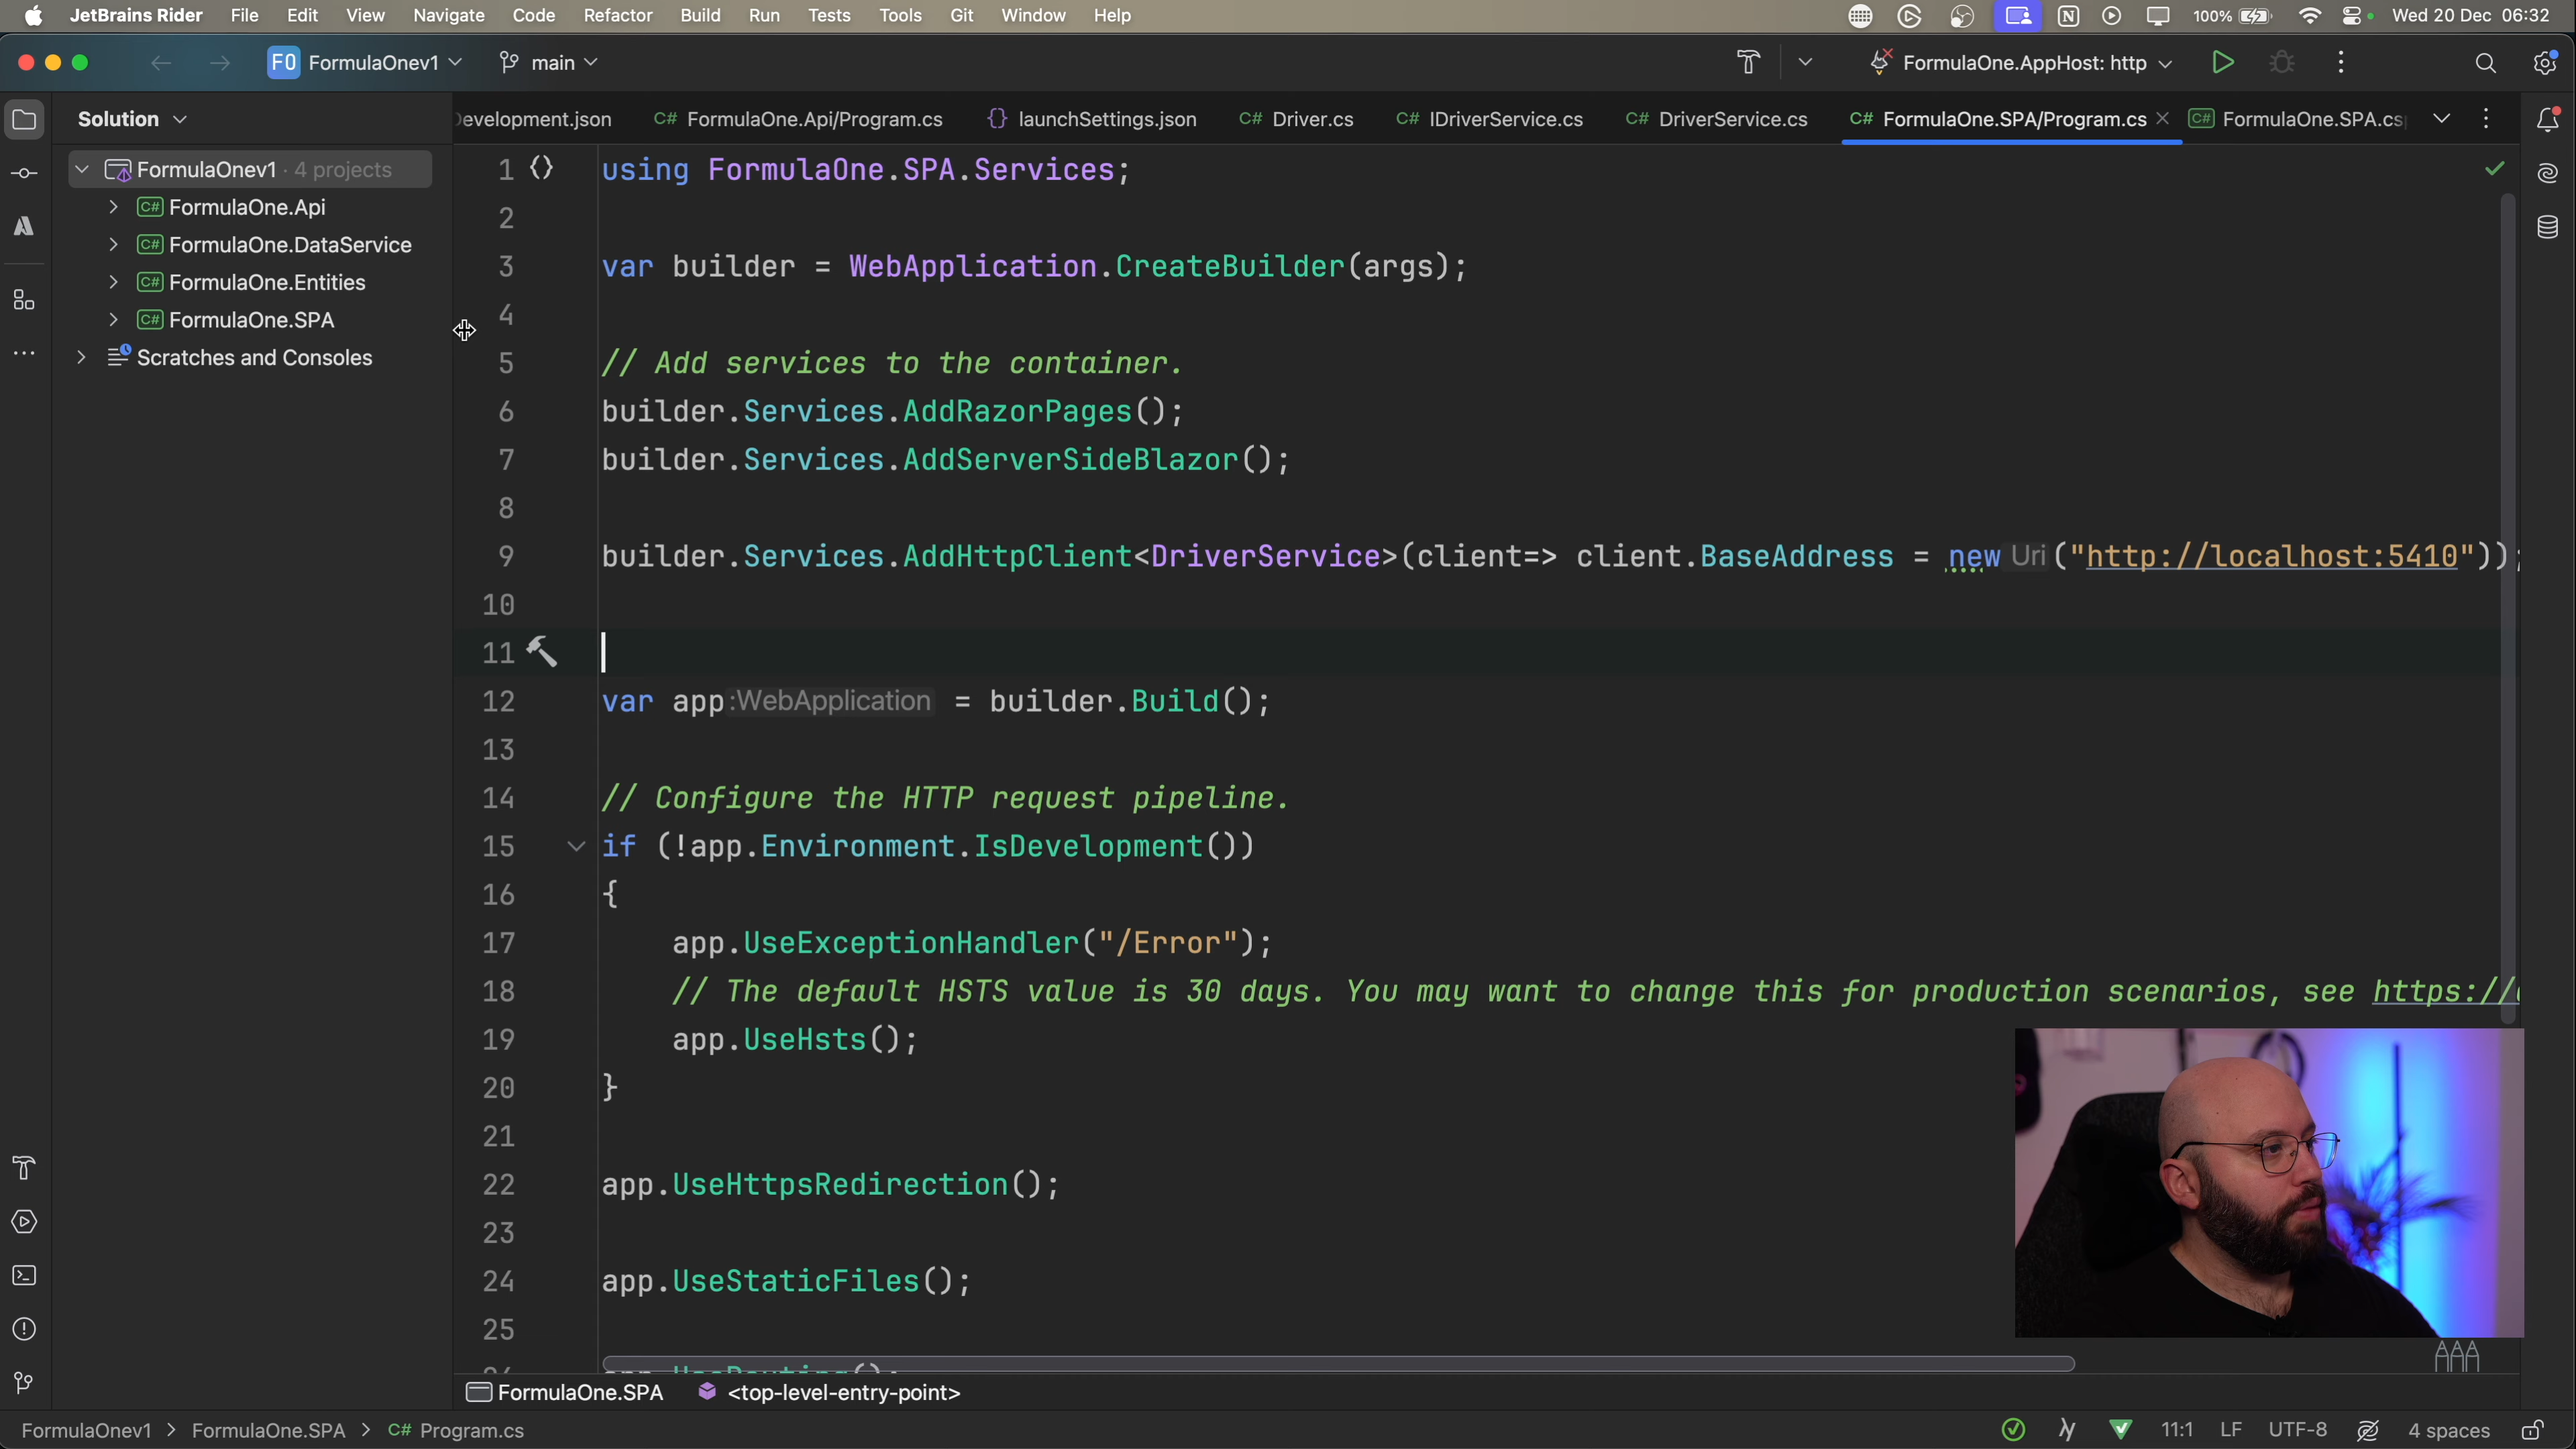 JetBrains Rider File Edit View Navigate Code Refactor Build Run Tests Tools Git Window Help 100% Wed 20 Dec 06:32
FO FormulaOnev1 main FormulaOne.AppHost: http
Solution
Development.json C# FormulaOne.Api/Program.cs {} launchSettings.json C# Driver.cs C# IDriverService.cs C# DriverService.cs C# FormulaOne.SPA/Program.cs C# FormulaOne.SPA.cs
FormulaOnev1 · 4 projects
C# FormulaOne.Api
C# FormulaOne.DataService
C# FormulaOne.Entities
C# FormulaOne.SPA
Scratches and Consoles
1 {} using FormulaOne.SPA.Services;
2
3 var builder = WebApplication.CreateBuilder(args);
4
5 // Add services to the container.
6 builder.Services.AddRazorPages();
7 builder.Services.AddServerSideBlazor();
8
9 builder.Services.AddHttpClient<DriverService>(client=> client.BaseAddress = new Uri("http://localhost:5410"));
10
11
12 var app :WebApplication = builder.Build();
13
14 // Configure the HTTP request pipeline.
15 if (!app.Environment.IsDevelopment())
16 {
17 app.UseExceptionHandler("/Error");
18 // The default HSTS value is 30 days. You may want to change this for production scenarios, see https://
19 app.UseHsts();
20 }
21
22 app.UseHttpsRedirection();
23
24 app.UseStaticFiles();
25
FormulaOne.SPA <top-level-entry-point>
FormulaOnev1 > FormulaOne.SPA > C# Program.cs 11:1 LF UTF-8 4 spaces